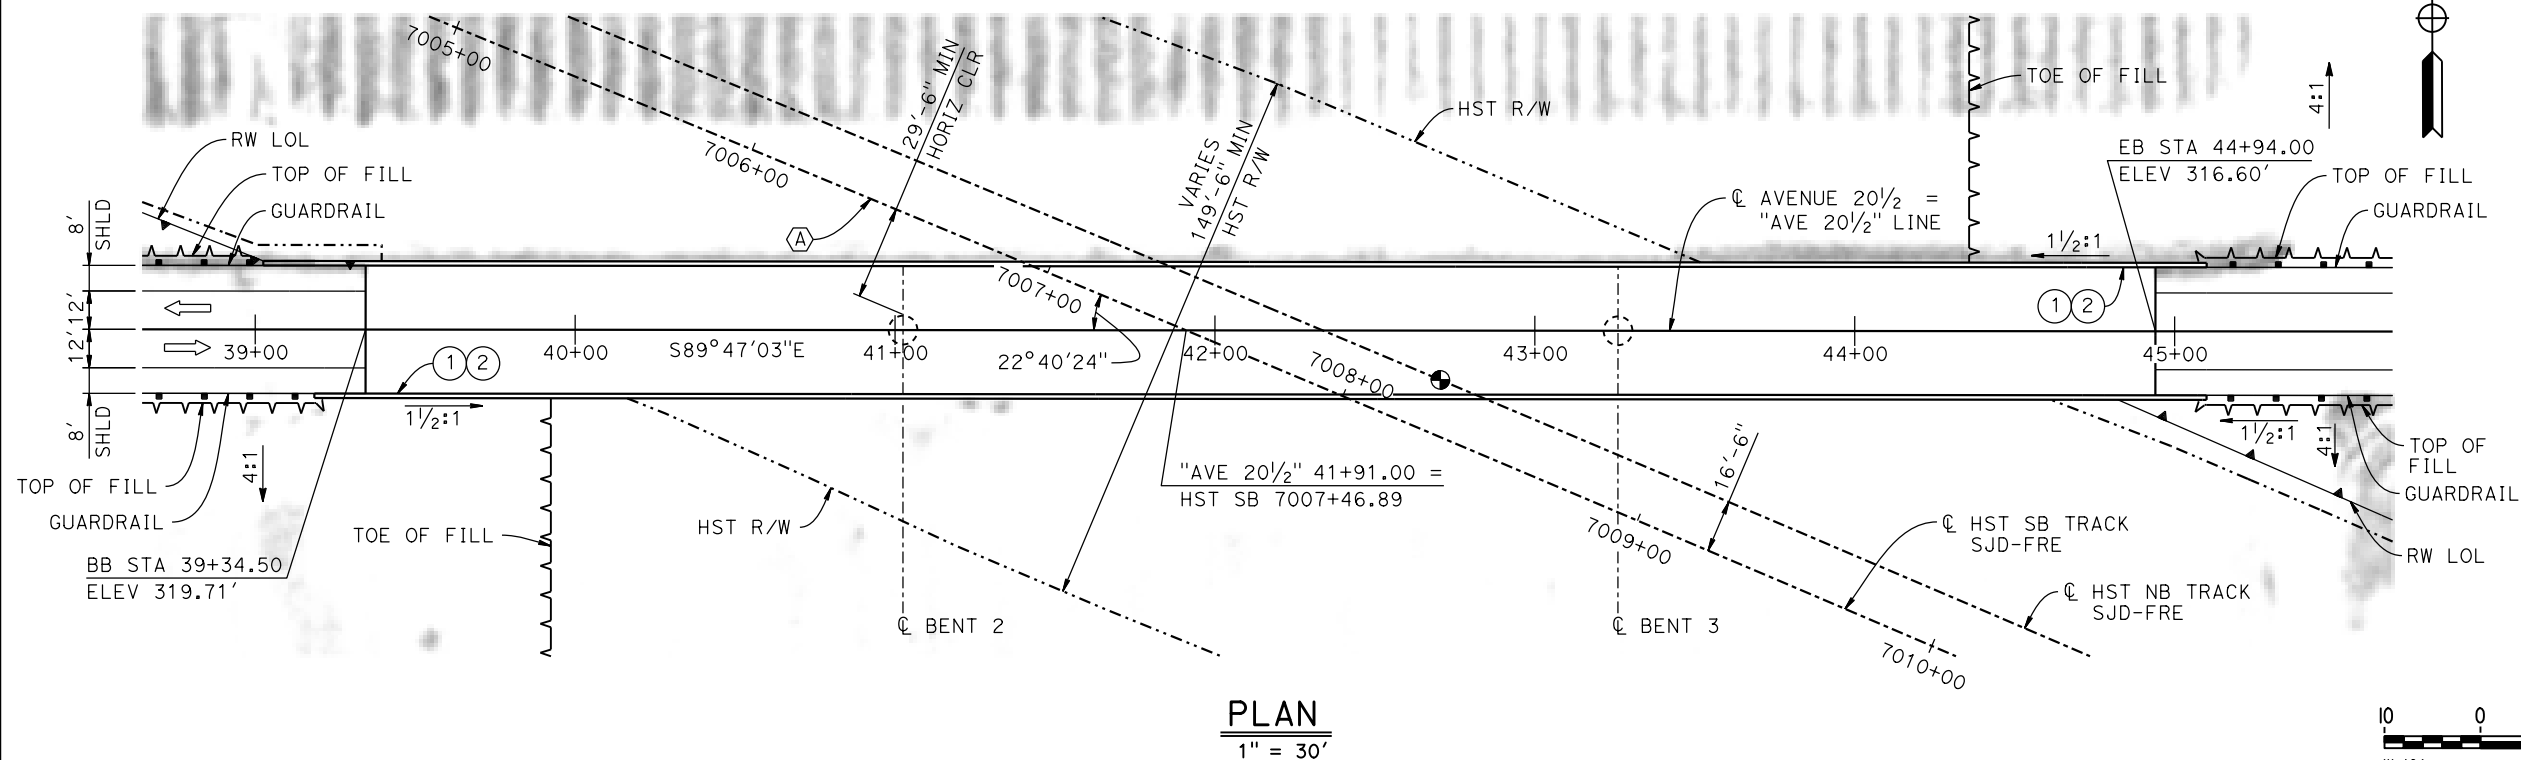 7005+00
29'-6" MIN
HORIZ CLR
7006+00
VARIES
149'-6" MIN
HST R/W
HST R/W
TOE OF FILL
4:1
EB STA 44+94.00
ELEV 316.60'
TOP OF FILL
GUARDRAIL
RW LOL
TOP OF FILL
GUARDRAIL
8'
SHLD
A
℄ AVENUE 20½ =
"AVE 20½" LINE
1½:1
7007+00
1 2
12'
12'
39+00
40+00
S89°47'03"E
41+00
22°40'24"
42+00
43+00
44+00
45+00
1 2
7008+00
8'
SHLD
1½:1
4:1
1½:1
4:1
TOP OF
FILL
GUARDRAIL
RW LOL
TOP OF FILL
GUARDRAIL
TOE OF FILL
HST R/W
"AVE 20½" 41+91.00 =
HST SB 7007+46.89
16'-6"
7009+00
℄ HST SB TRACK
SJD-FRE
℄ HST NB TRACK
SJD-FRE
BB STA 39+34.50
ELEV 319.71'
℄ BENT 2
℄ BENT 3
7010+00
PLAN
1" = 30'
10 0